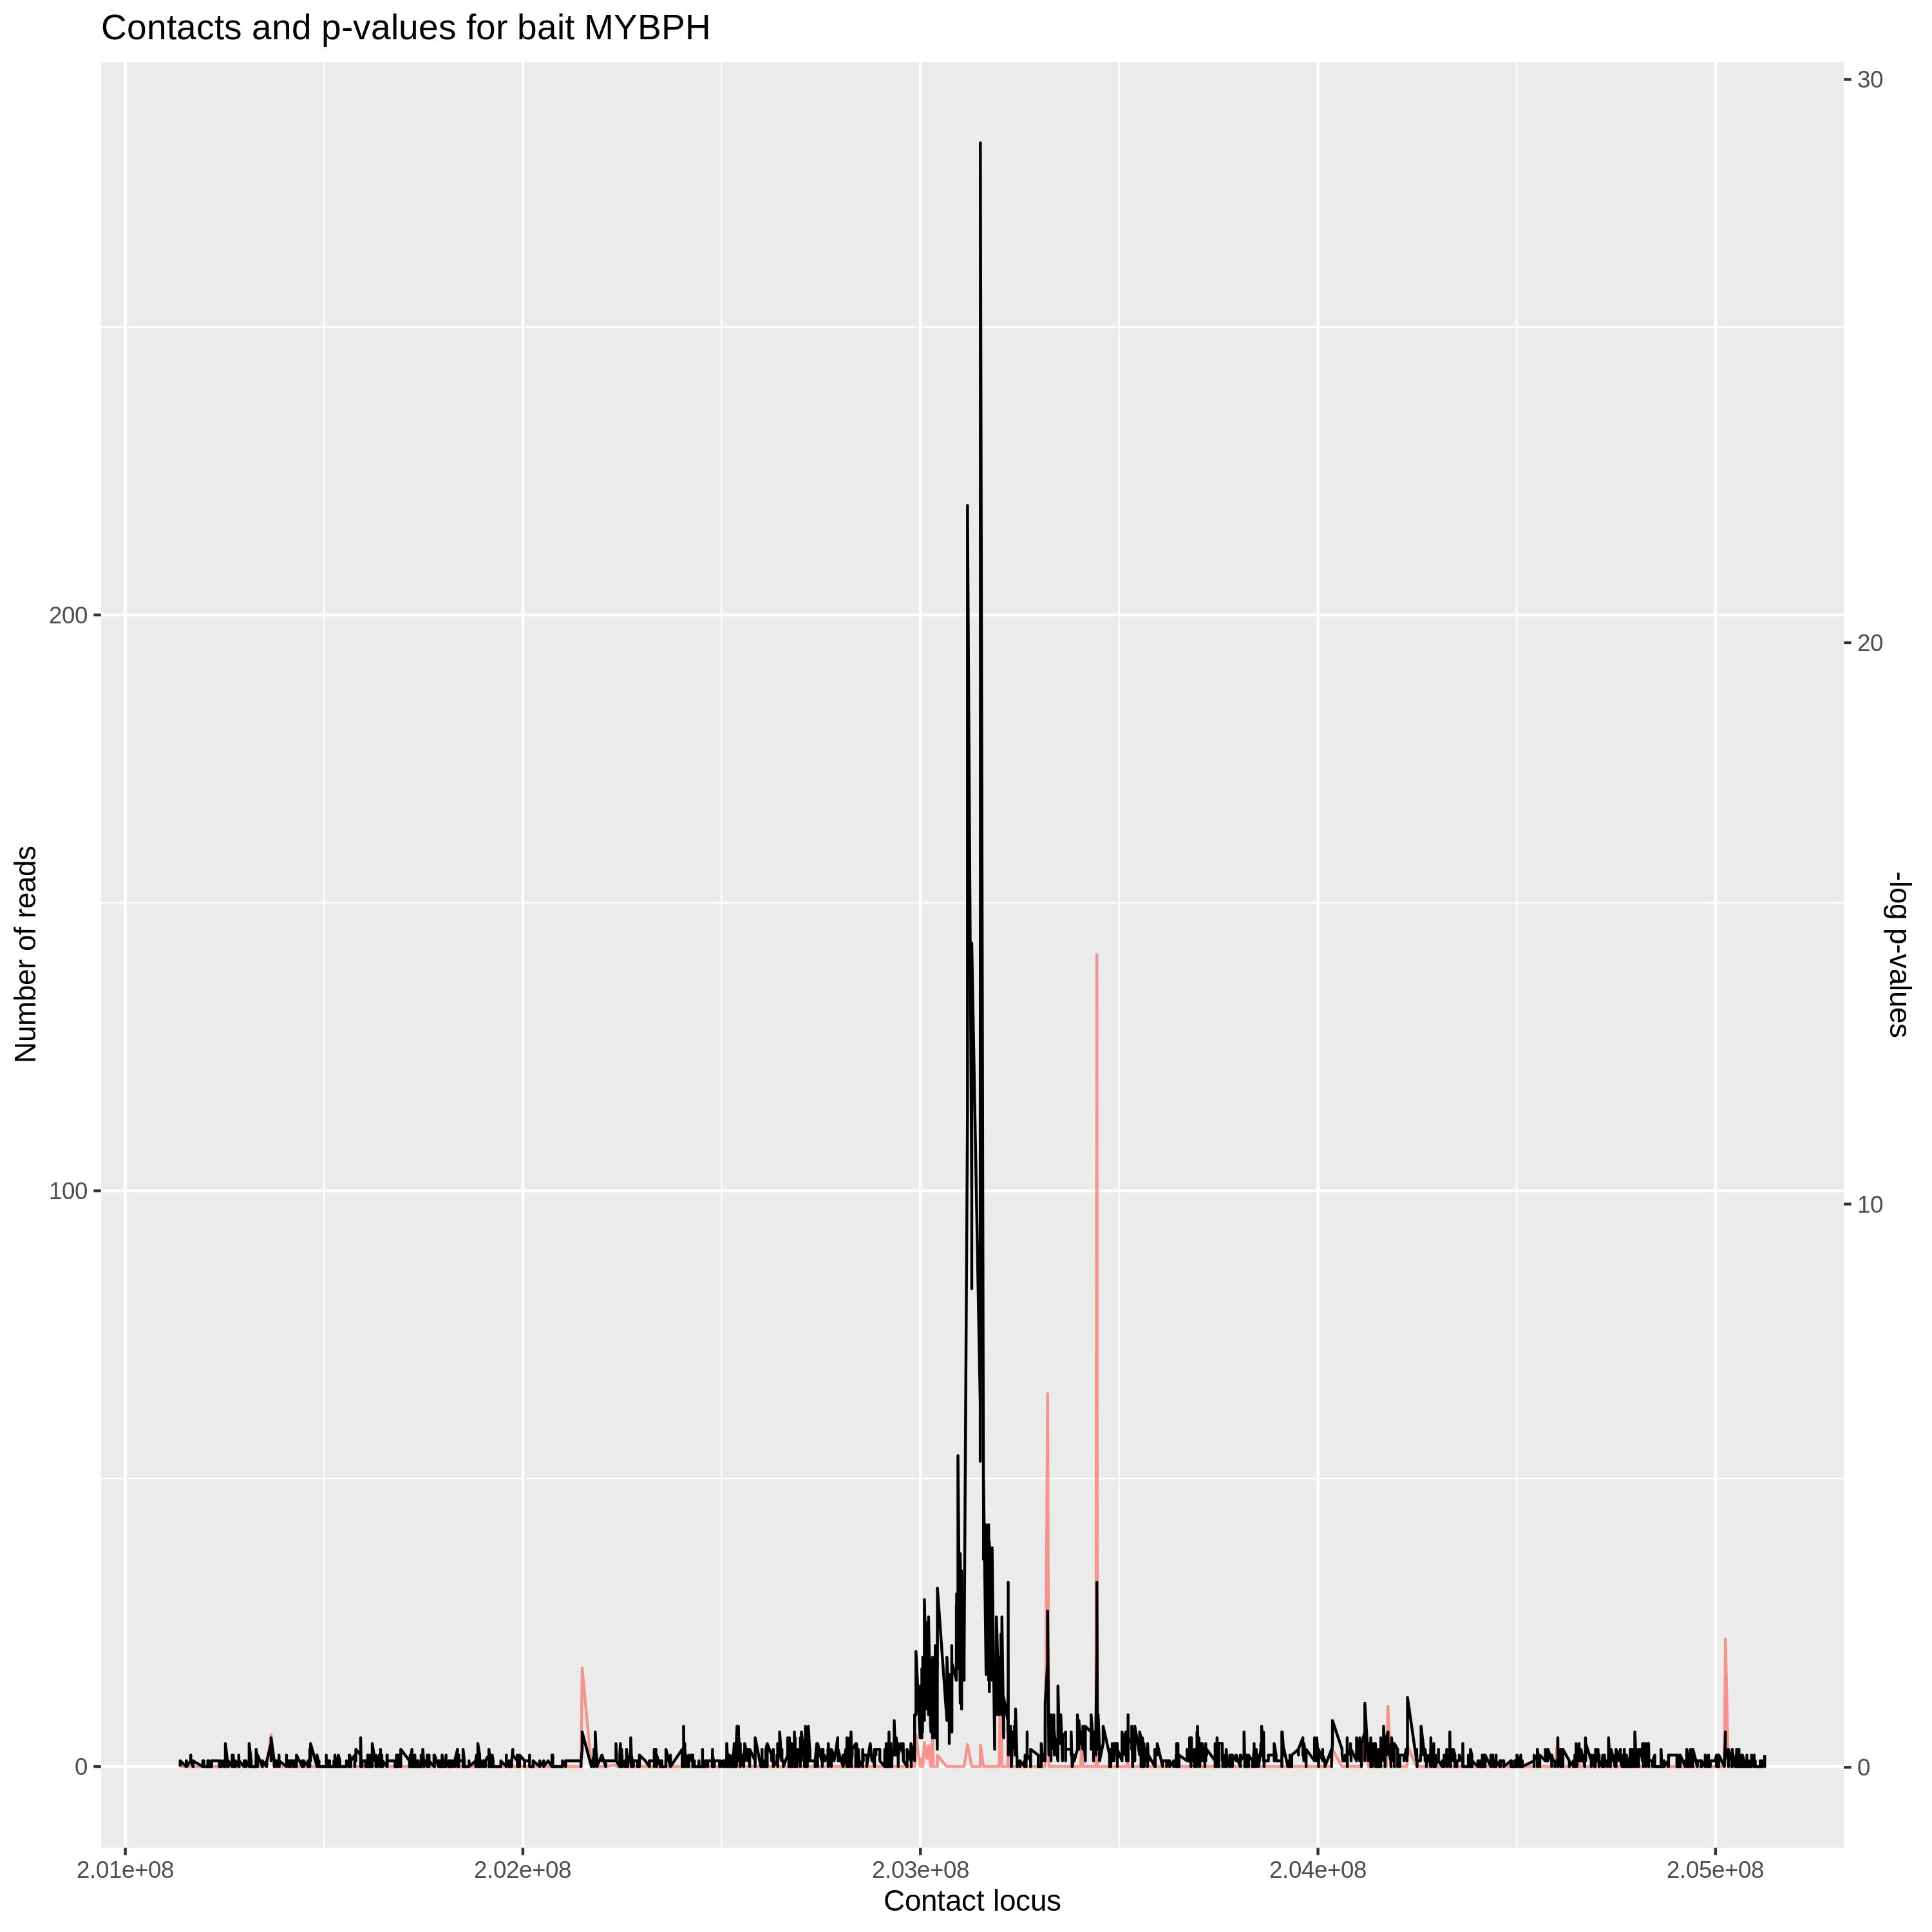 Contacts and p-values for bait MYBPH
Number of reads
200
100
0
30
20
10
0
-log p-values
2.01e+08
2.02e+08
2.03e+08
2.04e+08
2.05e+08
Contact locus